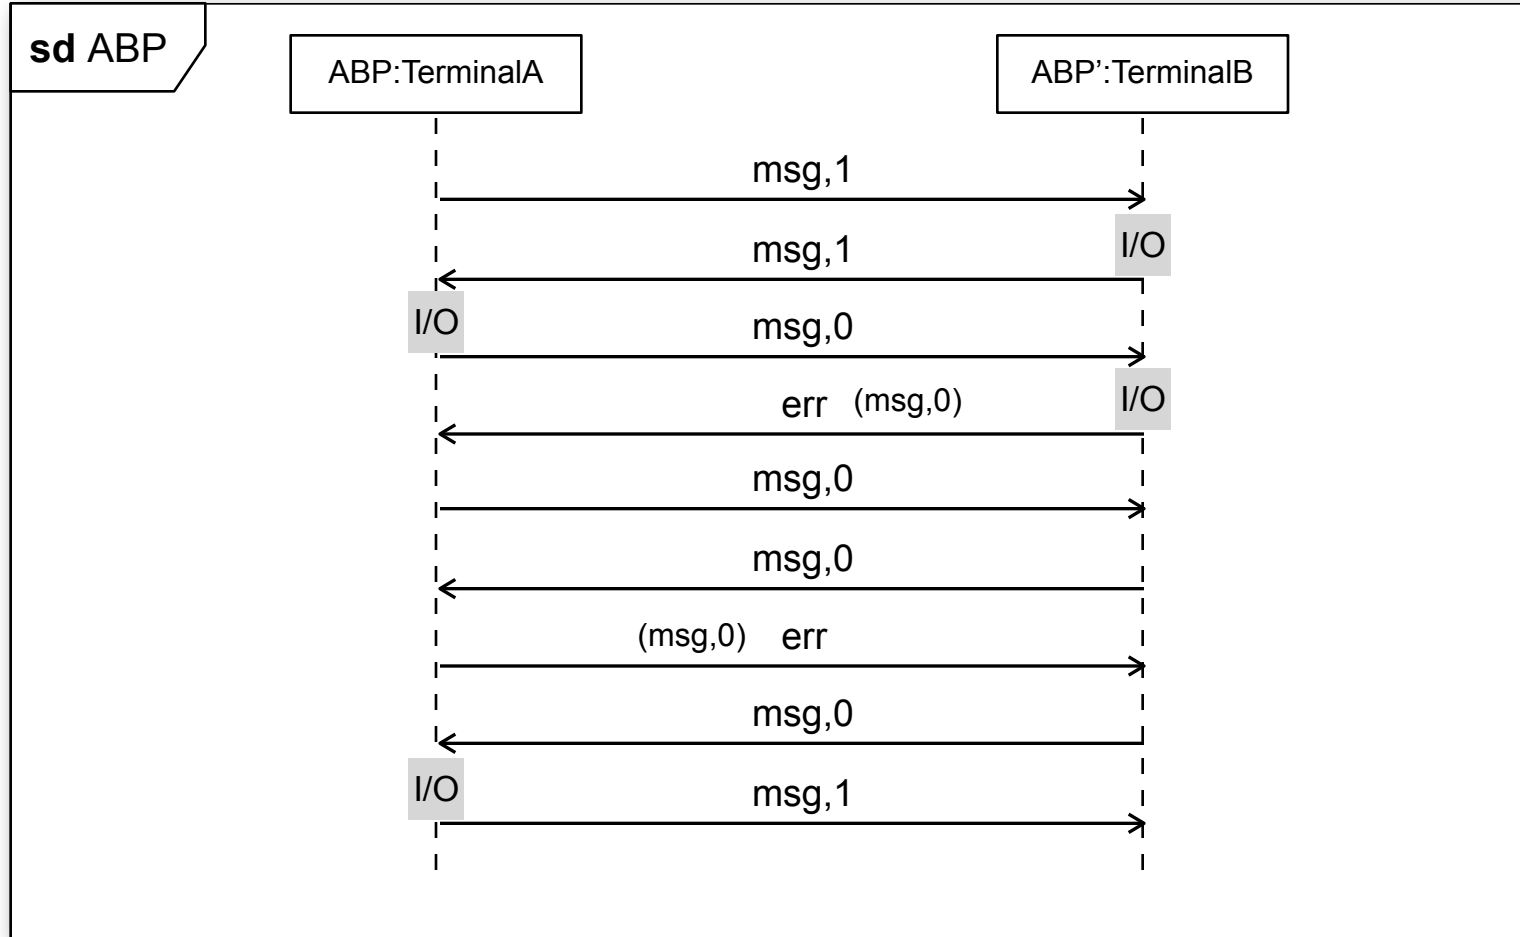 sd ABP
ABP:TerminalA
ABP’:TerminalB
msg,1
msg,1
I/O
I/O
msg,0
err (msg,0)
I/O
msg,0
msg,0
(msg,0) err
msg,0
I/O
msg,1